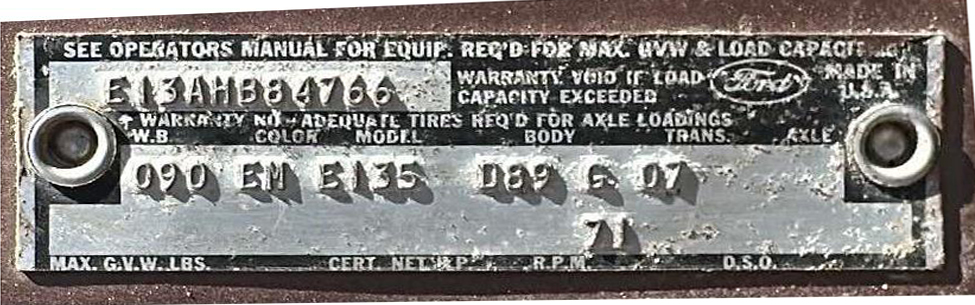 SEE OPERATORS MANUAL FOR EQUIP. REQ'D FOR MAX. GVW & LOAD CAPACIT
E13AHB84766
WARRANTY VOID IF LOAD
CAPACITY EXCEEDED
Ford
MADE IN
U.S.A.
WARRANTY NO - ADEQUATE TIRES REQ'D FOR AXLE LOADINGS
W.B. COLOR MODEL BODY TRANS. AXLE
090 EM E135 D89 G 07
71
MAX. G.V.W. LBS. CERT. NET H.P. R.P.M. D.S.O.